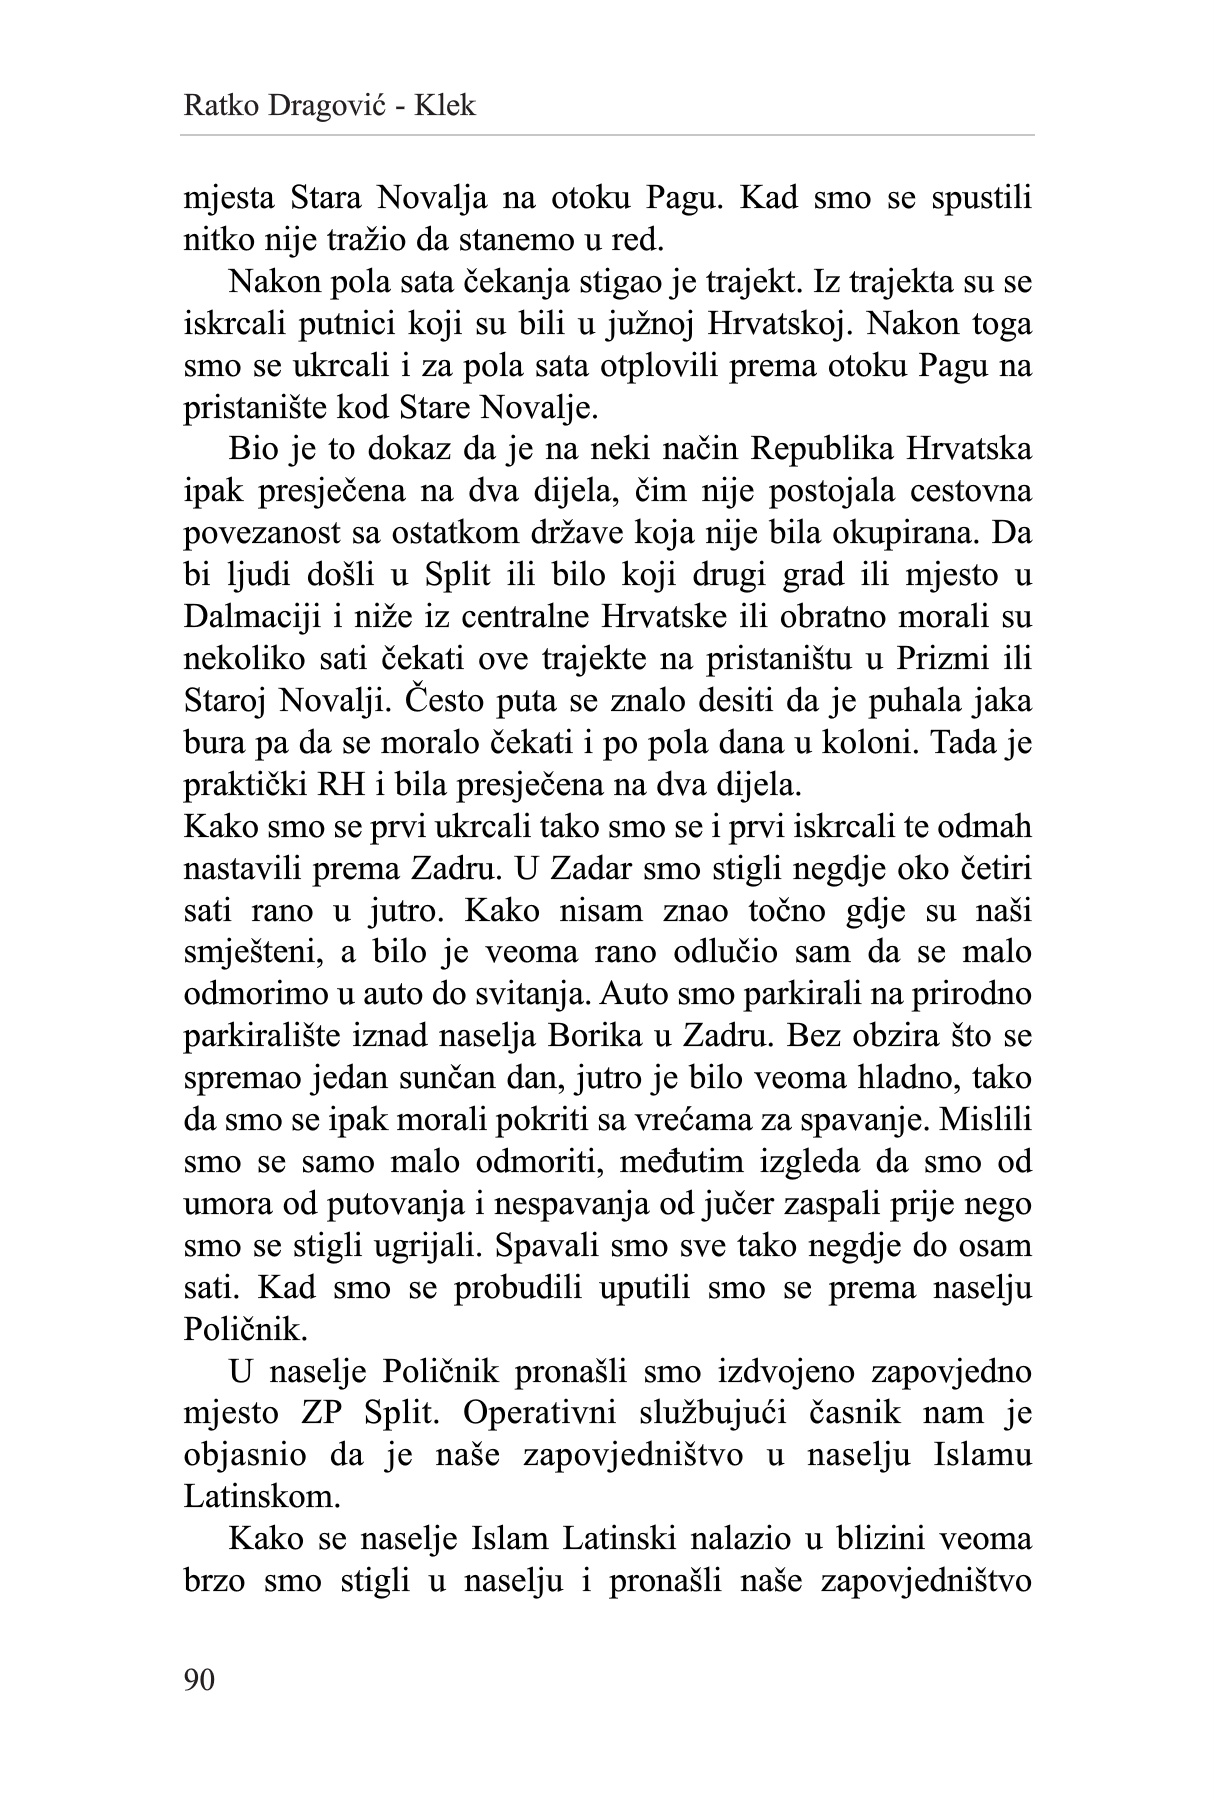 Ratko Dragović - Klek
mjesta Stara Novalja na otoku Pagu. Kad smo se spustili
nitko nije tražio da stanemo u red.
Nakon pola sata čekanja stigao je trajekt. Iz trajekta su se
iskrcali putnici koji su bili u južnoj Hrvatskoj. Nakon toga
smo se ukrcali i za pola sata otplovili prema otoku Pagu na
pristanište kod Stare Novalje.
Bio je to dokaz da je na neki način Republika Hrvatska
ipak presječena na dva dijela, čim nije postojala cestovna
povezanost sa ostatkom države koja nije bila okupirana. Da
bi ljudi došli u Split ili bilo koji drugi grad ili mjesto u
Dalmaciji i niže iz centralne Hrvatske ili obratno morali su
nekoliko sati čekati ove trajekte na pristaništu u Prizmi ili
Staroj Novalji. Često puta se znalo desiti da je puhala jaka
bura pa da se moralo čekati i po pola dana u koloni. Tada je
praktički RH i bila presječena na dva dijela.
Kako smo se prvi ukrcali tako smo se i prvi iskrcali te odmah
nastavili prema Zadru. U Zadar smo stigli negdje oko četiri
sati rano u jutro. Kako nisam znao točno gdje su naši
smješteni, a bilo je veoma rano odlučio sam da se malo
odmorimo u auto do svitanja. Auto smo parkirali na prirodno
parkiralište iznad naselja Borika u Zadru. Bez obzira što se
spremao jedan sunčan dan, jutro je bilo veoma hladno, tako
da smo se ipak morali pokriti sa vrećama za spavanje. Mislili
smo se samo malo odmoriti, međutim izgleda da smo od
umora od putovanja i nespavanja od jučer zaspali prije nego
smo se stigli ugrijali. Spavali smo sve tako negdje do osam
sati. Kad smo se probudili uputili smo se prema naselju
Poličnik.
U naselje Poličnik pronašli smo izdvojeno zapovjedno
mjesto ZP Split. Operativni službujući časnik nam je
objasnio da je naše zapovjedništvo u naselju Islamu
Latinskom.
Kako se naselje Islam Latinski nalazio u blizini veoma
brzo smo stigli u naselju i pronašli naše zapovjedništvo
90